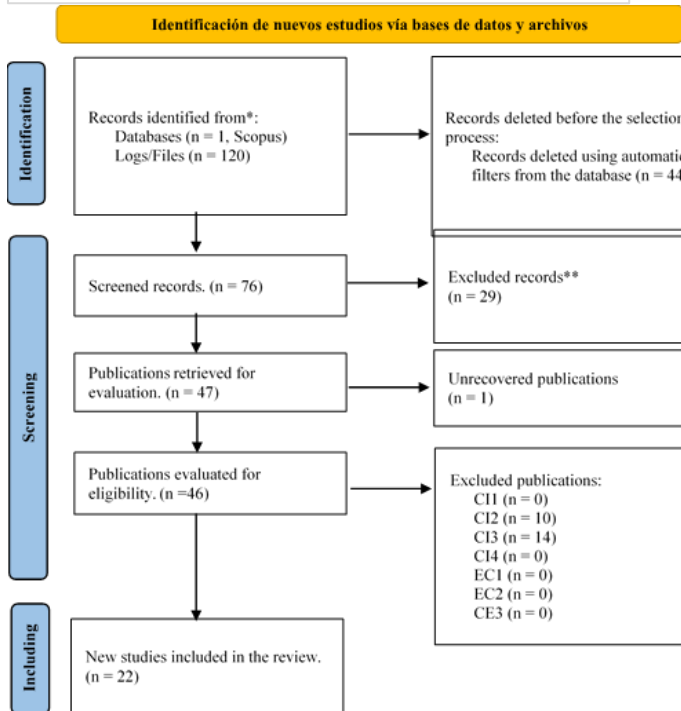 Identificación de nuevos estudios vía bases de datos y archivos
Identification
Records identified from*:
Databases (n = 1, Scopus)
Logs/Files (n = 120)
Records deleted before the selection
process:
Records deleted using automatic
filters from the database (n = 44
Screening
Screened records. (n = 76)
Excluded records**
(n = 29)
Publications retrieved for
evaluation. (n = 47)
Unrecovered publications
(n = 1)
Publications evaluated for
eligibility. (n =46)
Excluded publications:
CI1 (n = 0)
CI2 (n = 10)
CI3 (n = 14)
CI4 (n = 0)
EC1 (n = 0)
EC2 (n = 0)
CE3 (n = 0)
Including
New studies included in the review.
(n = 22)